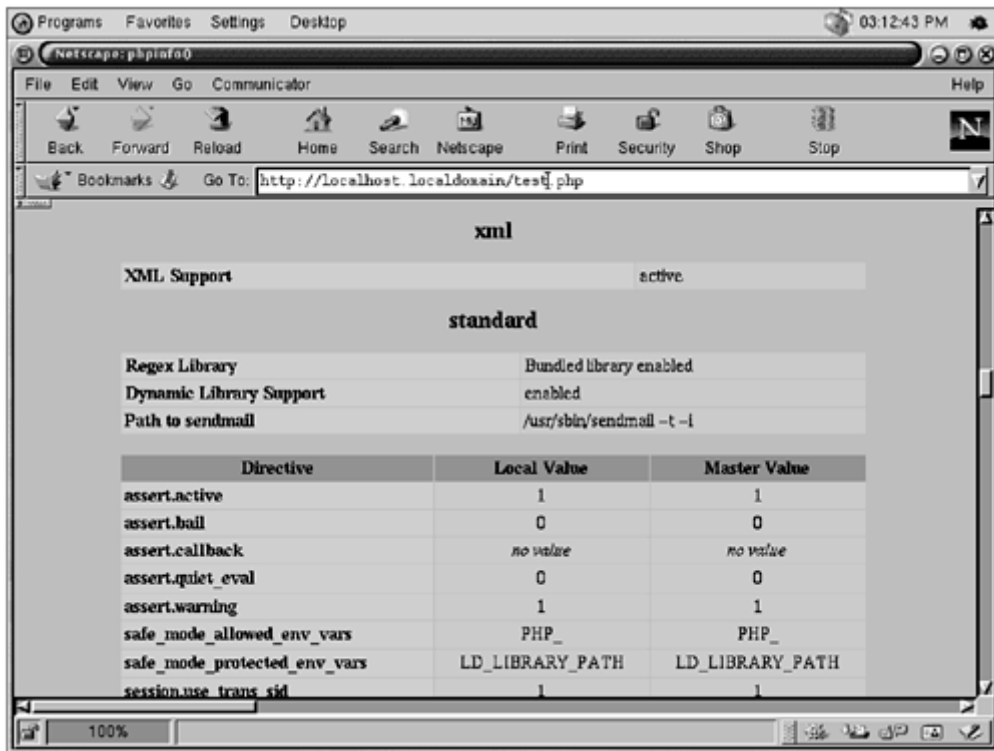 Programs Favorites Settings Desktop 03:12:43 PM
Netscape: phpinfo()
File Edit View Go Communicator Help
Back Forward Reload Home Search Netscape Print Security Shop Stop
N
Bookmarks Go To: http://localhost.localdomain/test.php
xml
XML Support active
standard
Regex Library Bundled library enabled
Dynamic Library Support enabled
Path to sendmail /usr/sbin/sendmail -t -i
Directive Local Value Master Value
assert.active 1 1
assert.bail 0 0
assert.callback no value no value
assert.quiet_eval 0 0
assert.warning 1 1
safe_mode_allowed_env_vars PHP_ PHP_
safe_mode_protected_env_vars LD_LIBRARY_PATH LD_LIBRARY_PATH
session.use_trans_sid 1 1
100%